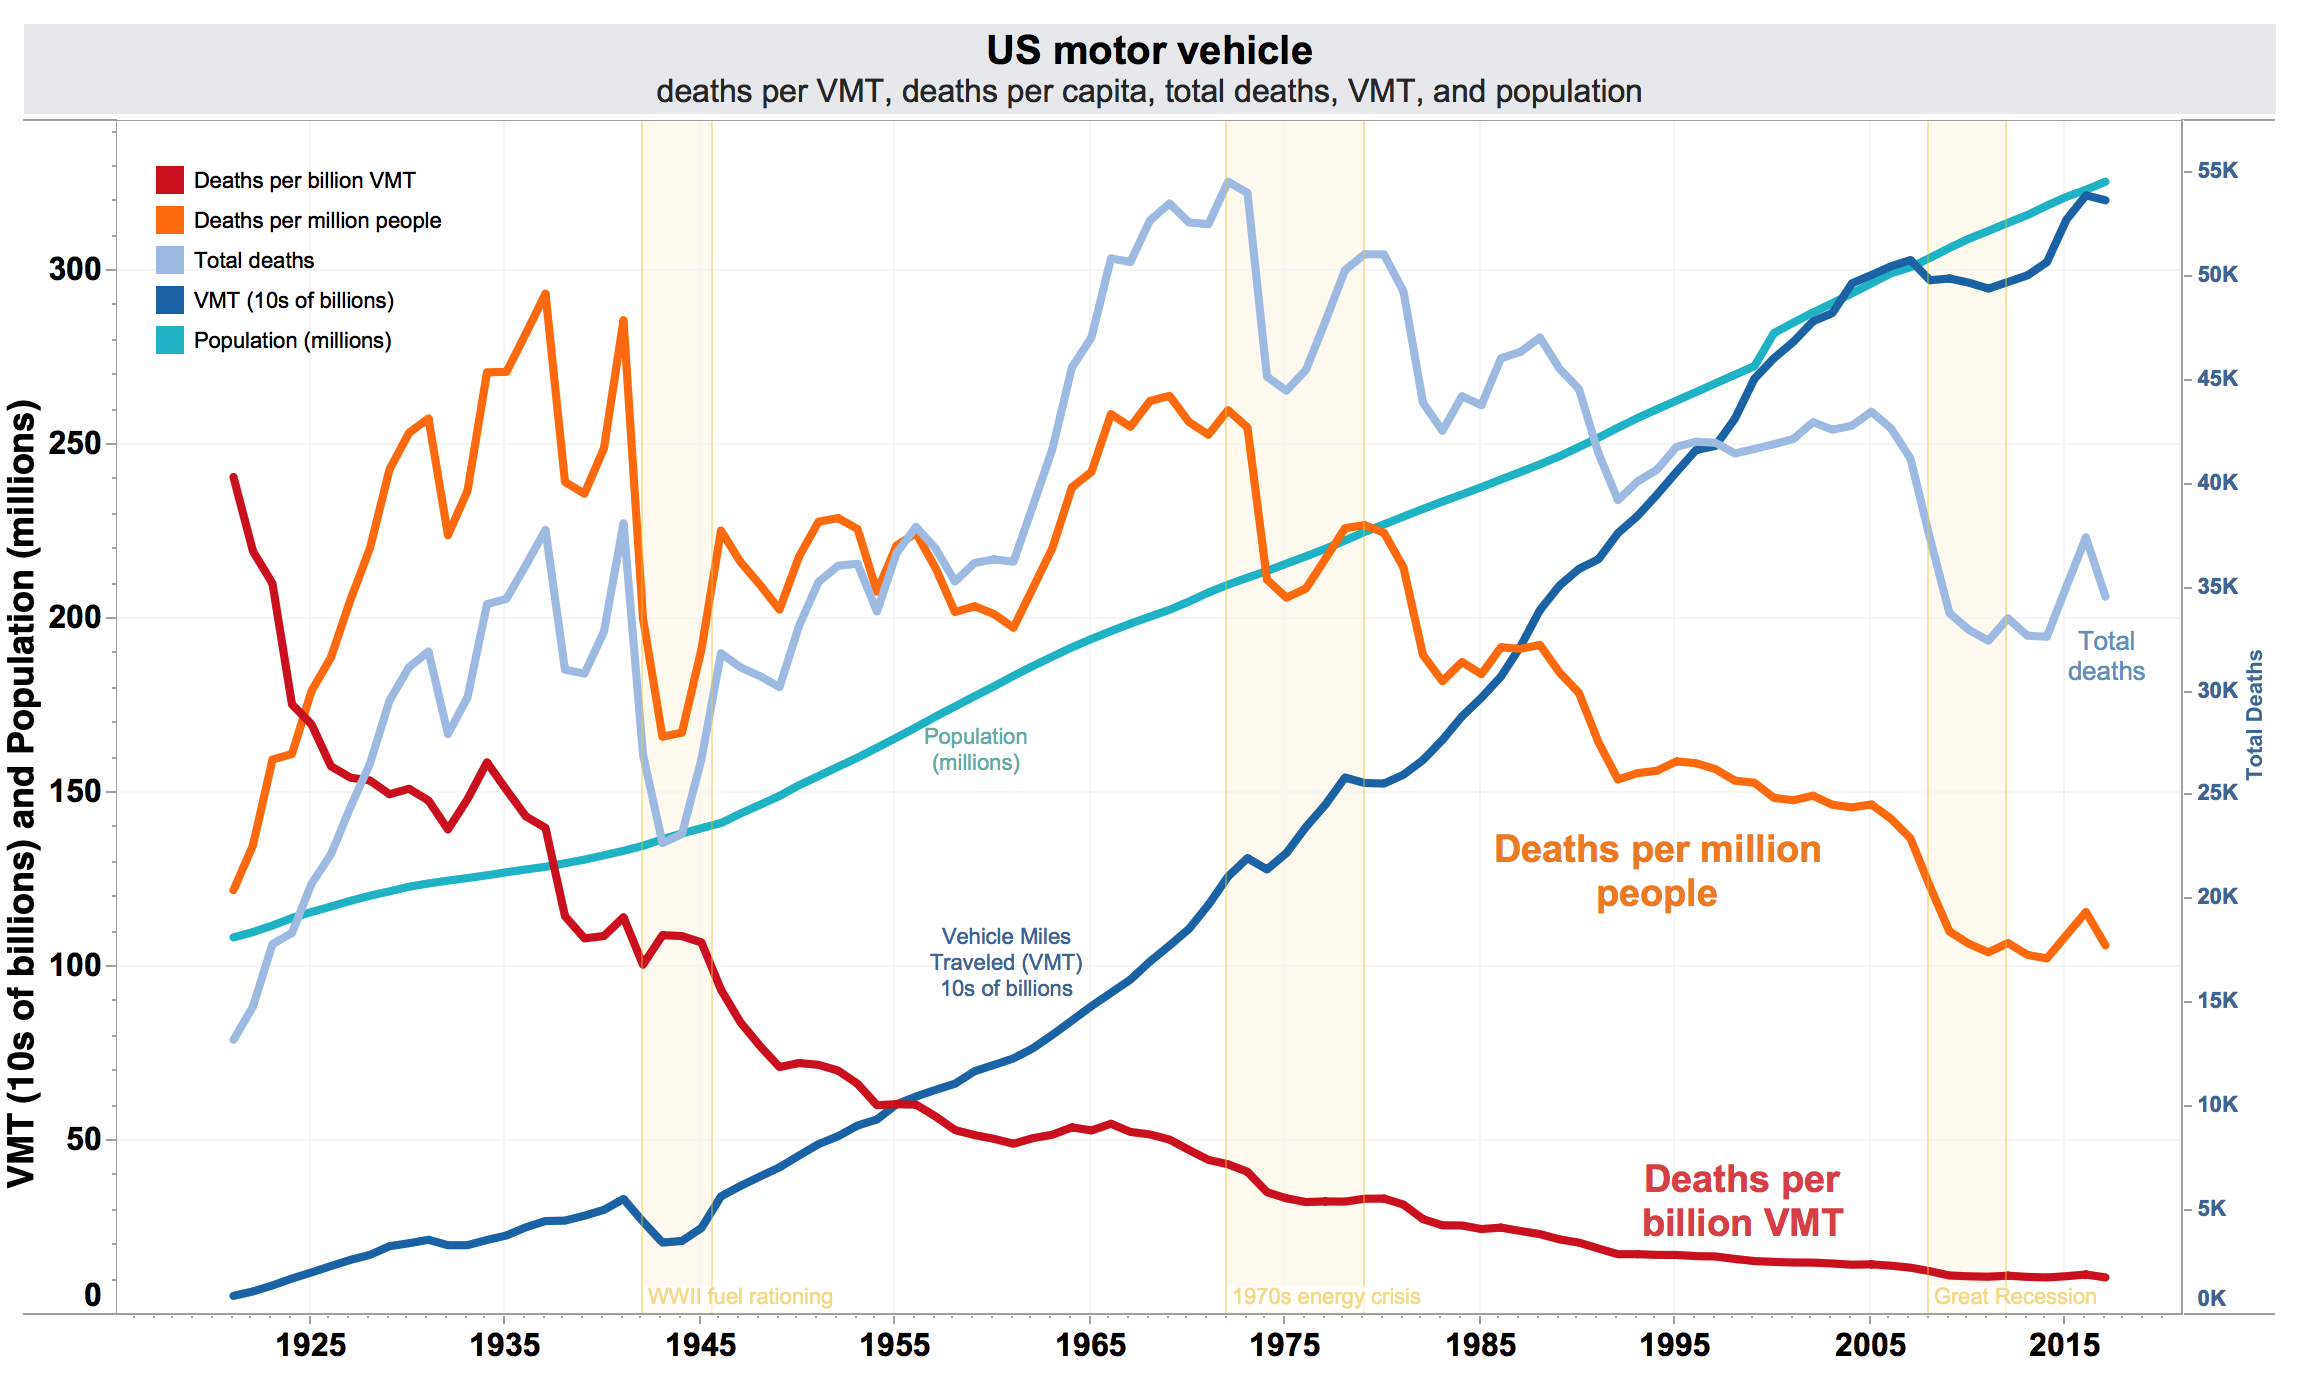 US motor vehicle
deaths per VMT, deaths per capita, total deaths, VMT, and population
Deaths per billion VMT
Deaths per million people
Total deaths
VMT (10s of billions)
Population (millions)
VMT (10s of billions) and Population (millions)
300
250
200
150
100
50
0
55K
50K
45K
40K
35K
30K
25K
20K
15K
10K
5K
0K
Total Deaths
Total
deaths
Population
(millions)
Deaths per million
people
Vehicle Miles
Traveled (VMT)
10s of billions
Deaths per
billion VMT
WWII fuel rationing
1970s energy crisis
Great Recession
1925
1935
1945
1955
1965
1975
1985
1995
2005
2015